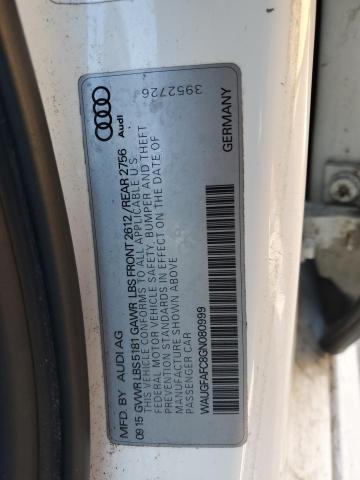 MFD. BY AUDI AG
09.15 GVWR LBS 5181 GAWR LBS FRONT 2612 / REAR 2756
THIS VEHICLE CONFORMS TO ALL APPLICABLE U.S.
FEDERAL MOTOR VEHICLE SAFETY, BUMPER AND THEFT
PREVENTION STANDARDS IN EFFECT ON THE DATE OF
MANUFACTURE SHOWN ABOVE
PASSENGER CAR
Audi
WAUGFAFC8GN080999
GERMANY
3952726